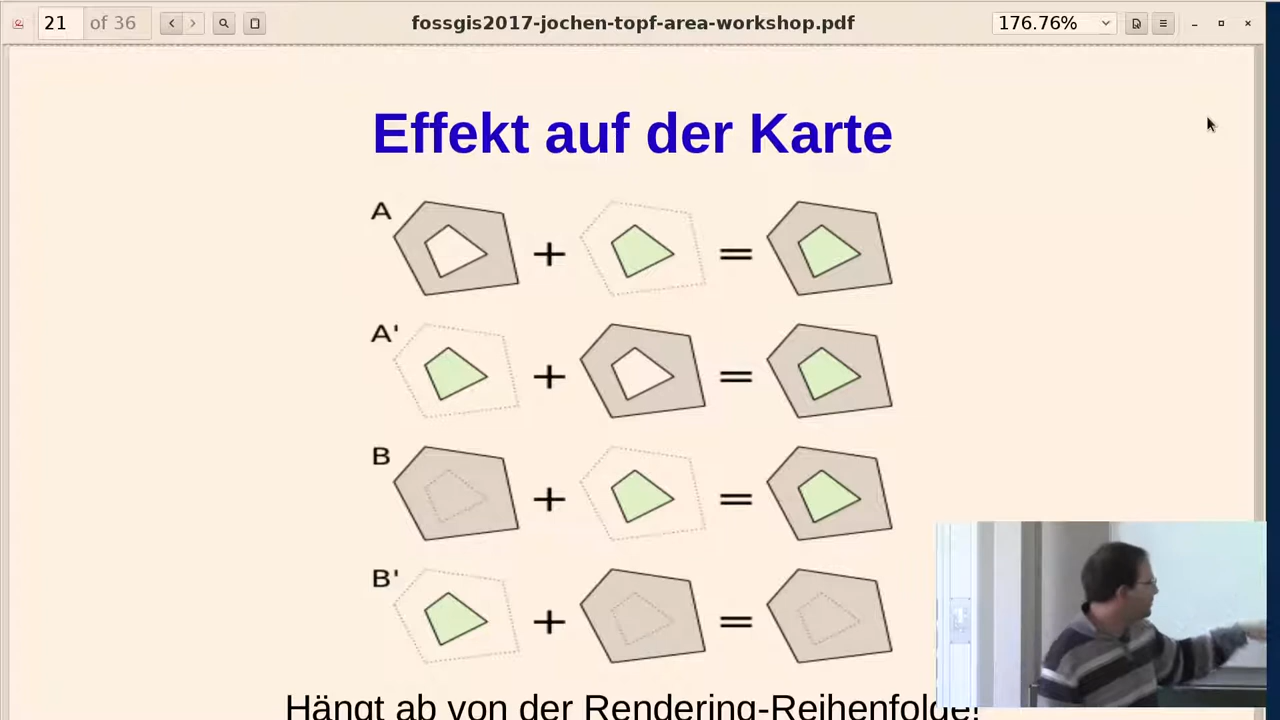 21 of 36 fossgis2017-jochen-topf-area-workshop.pdf 176.76%
Effekt auf der Karte
A + =
A' + =
B + =
B' + =
Hängt ab von der Rendering-Reihenfolge!